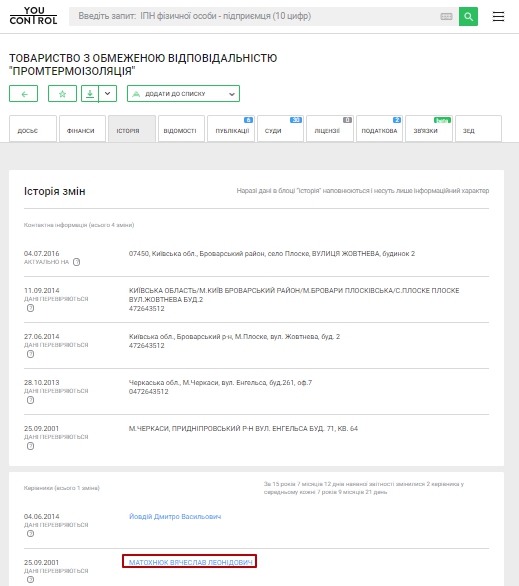 YOU
CONTROL
Введіть запит: ІПН фізичної особи - підприємця (10 цифр)
ТОВАРИСТВО З ОБМЕЖЕНОЮ ВІДПОВІДАЛЬНІСТЮ
"ПРОМТЕРМОІЗОЛЯЦІЯ"
ДОДАТИ ДО СПИСКУ
6 30 0 2 beta
ДОСЬЄ ФІНАНСИ ІСТОРІЯ ВІДОМОСТІ ПУБЛІКАЦІЇ СУДИ ЛІЦЕНЗІЇ ПОДАТКОВА ЗВ'ЯЗКИ ЗЕД
Історія змін
Наразі дані в блоці "історія" наповнюються і несуть лише інформаційний характер
Контактна інформація (всього 4 зміни)
04.07.2016 07450, Київська обл., Броварський район, село Плоске, ВУЛИЦЯ ЖОВТНЕВА, будинок 2
АКТУАЛЬНО НА ?
11.09.2014 КИЇВСЬКА ОБЛАСТЬ/М.КИЇВ БРОВАРСЬКИЙ РАЙОН/М.БРОВАРИ ПЛОСКІВСЬКА/С.ПЛОСКЕ ПЛОСКЕ
ДАНІ ПЕРЕВІРЯЮТЬСЯ ВУЛ.ЖОВТНЕВА БУД.2
? 472643512
27.06.2014 Київська обл., Броварський р-н, М.Плоске, вул. Жовтнева, буд. 2
ДАНІ ПЕРЕВІРЯЮТЬСЯ 472643512
?
28.10.2013 Черкаська обл., М.Черкаси, вул. Енгельса, буд.261, оф.7
ДАНІ ПЕРЕВІРЯЮТЬСЯ 0472643512
?
25.09.2001 М.ЧЕРКАСИ, ПРИДНІПРОВСЬКИЙ Р-Н ВУЛ. ЕНГЕЛЬСА БУД. 71, КВ. 64
ДАНІ ПЕРЕВІРЯЮТЬСЯ
?
Керівники (всього 1 зміна)
За 15 років 7 місяців 12 днів наявної звітності змінилися 2 керівника у
середньому кожні 7 років 9 місяців 21 день
04.06.2014 Йовдій Дмитро Васильович
ДАНІ ПЕРЕВІРЯЮТЬСЯ
?
25.09.2001 МАТОХНЮК ВЯЧЕСЛАВ ЛЕОНІДОВИЧ
ДАНІ ПЕРЕВІРЯЮТЬСЯ
?